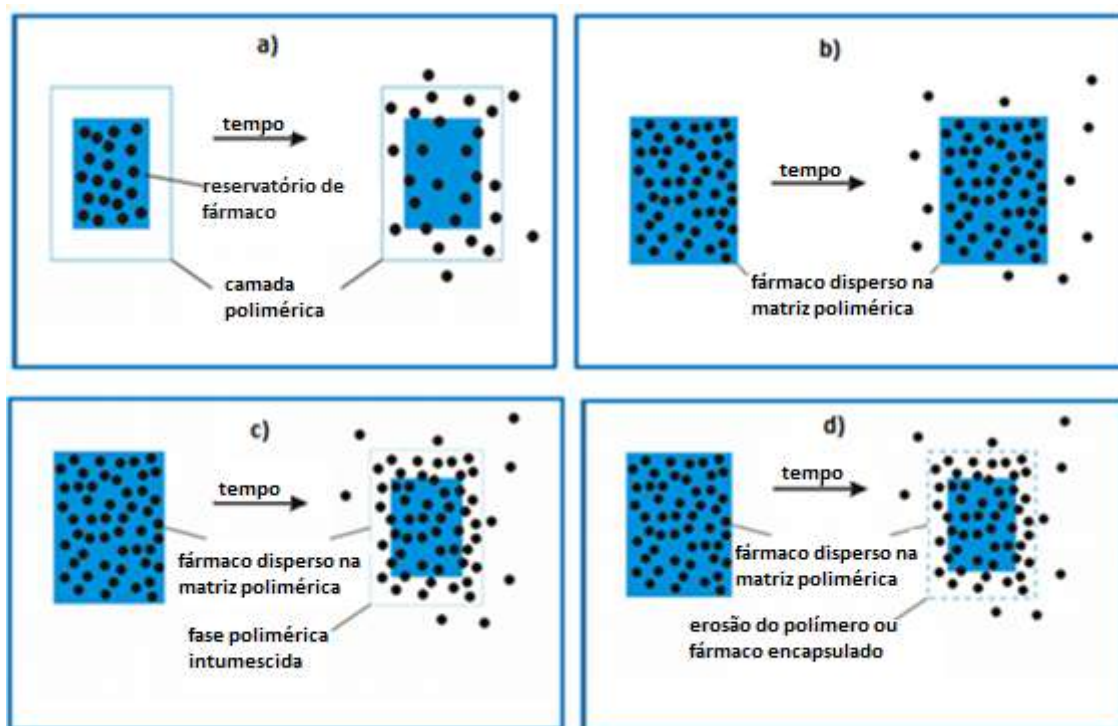 a)
tempo
reservatório de
fármaco
camada
polimérica
b)
tempo
fármaco disperso na
matriz polimérica
c)
tempo
fármaco disperso na
matriz polimérica
fase polimérica
intumescida
d)
tempo
fármaco disperso na
matriz polimérica
erosão do polímero ou
fármaco encapsulado